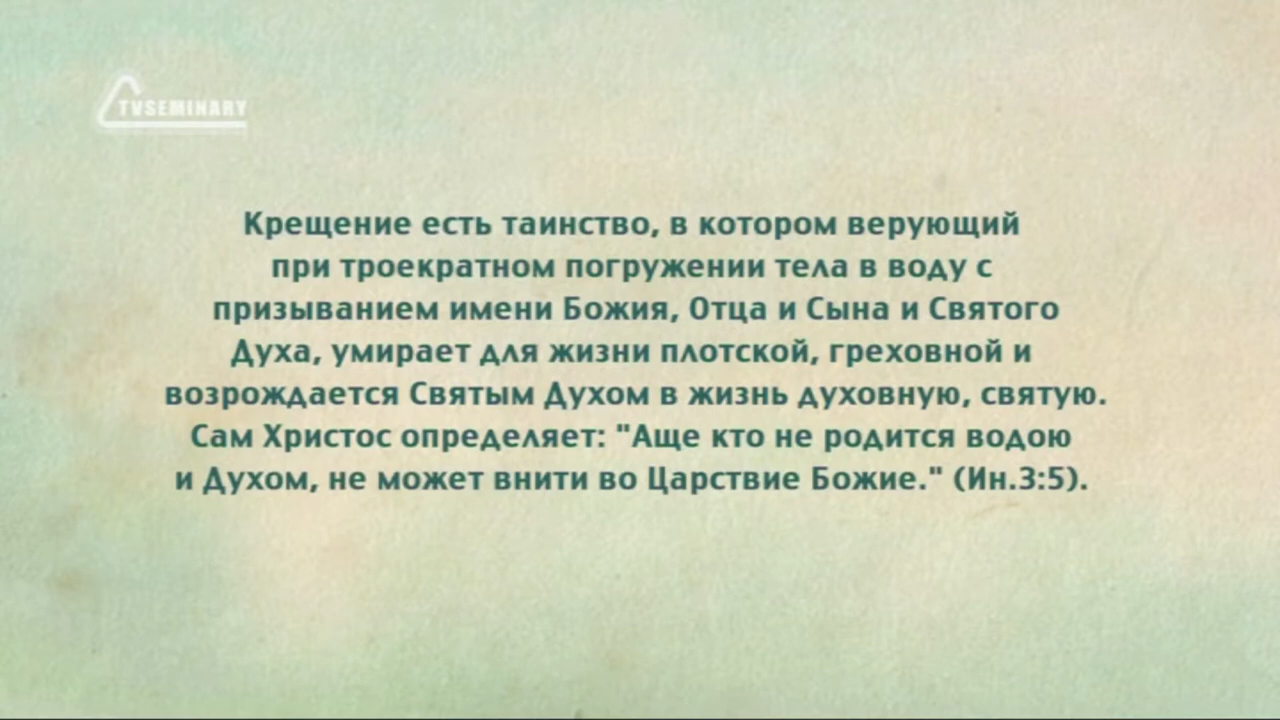 TVSEMINARY
Крещение есть таинство, в котором верующий
при троекратном погружении тела в воду с
призыванием имени Божия, Отца и Сына и Святого
Духа, умирает для жизни плотской, греховной и
возрождается Святым Духом в жизнь духовную, святую.
Сам Христос определяет: "Аще кто не родится водою
и Духом, не может внити во Царствие Божие." (Ин.3:5).